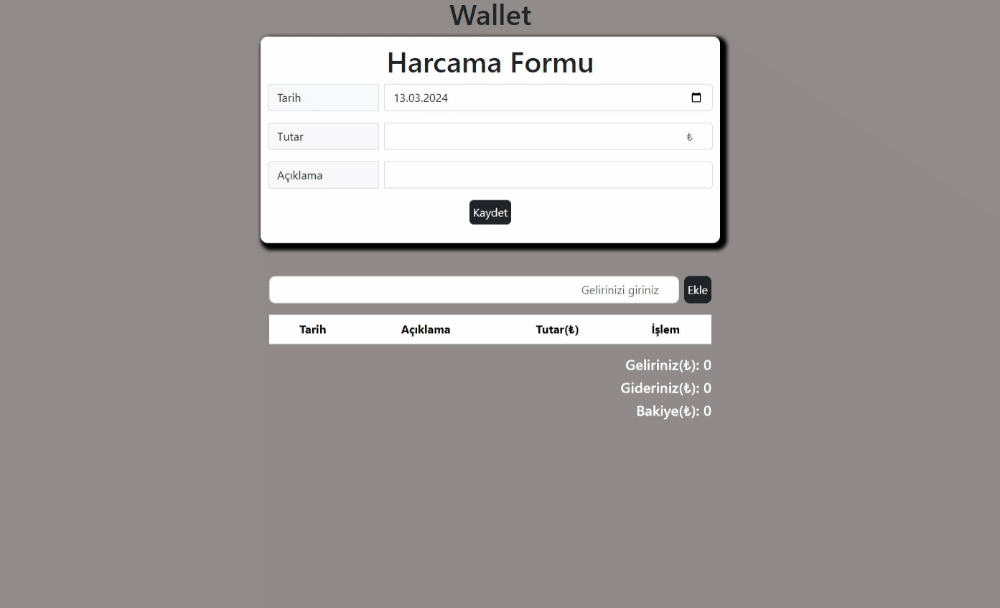 Wallet
Harcama Formu
Tarih 13.03.2024
Tutar ₺
Açıklama
Kaydet
Gelirinizi giriniz Ekle
Tarih Açıklama Tutar(₺) İşlem
Geliriniz(₺): 0
Gideriniz(₺): 0
Bakiye(₺): 0